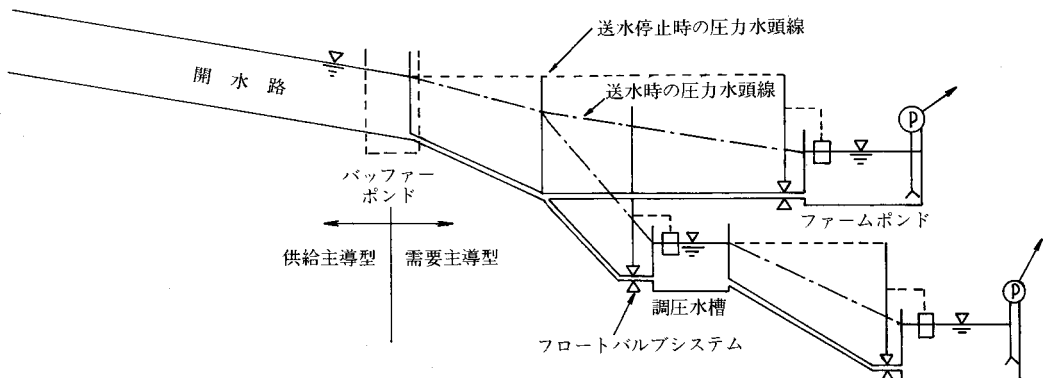 送水停止時の圧力水頭線
開水路
送水時の圧力水頭線
P
バッファー
ポンド
ファームポンド
供給主導型
需要主導型
P
調圧水槽
フロートバルブシステム